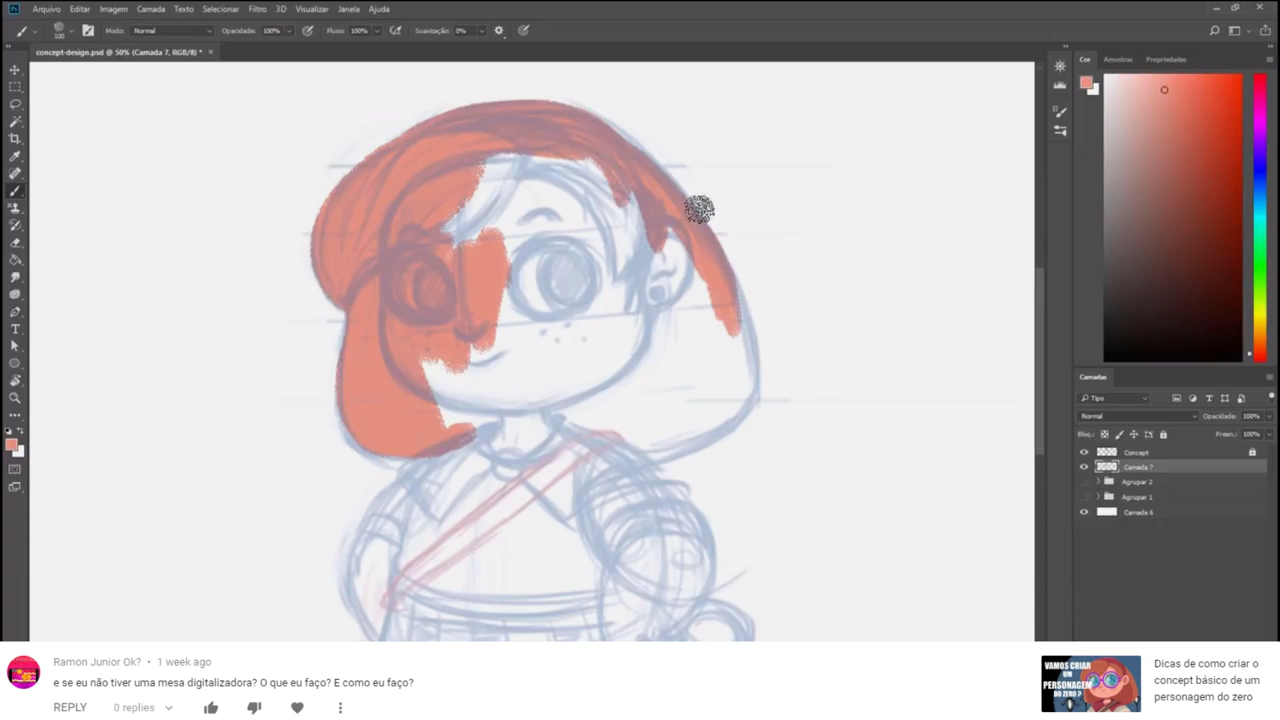 Ps Arquivo Editar Imagem Camada Texto Selecionar Filtro 3D Visualizar Janela Ajuda
100 Modo: Normal Opacidade: 100% Fluxo: 100% Suavização: 0%
concept-design.psd @ 50% (Camada 7, RGB/8) * ×
Cor Amostras Propriedades
Camadas
Tipo
Normal Opacidade: 100%
Bloq.: Preen.: 100%
Concept
Camada 7
Agrupar 2
Agrupar 1
Camada 6
Ramon Junior Ok? • 1 week ago
e se eu não tiver uma mesa digitalizadora? O que eu faço? E como eu faço?
REPLY 0 replies
VAMOS CRIAR
UM
PERSONAGEM
DO ZERO ?
Dicas de como criar o
concept básico de um
personagem do zero